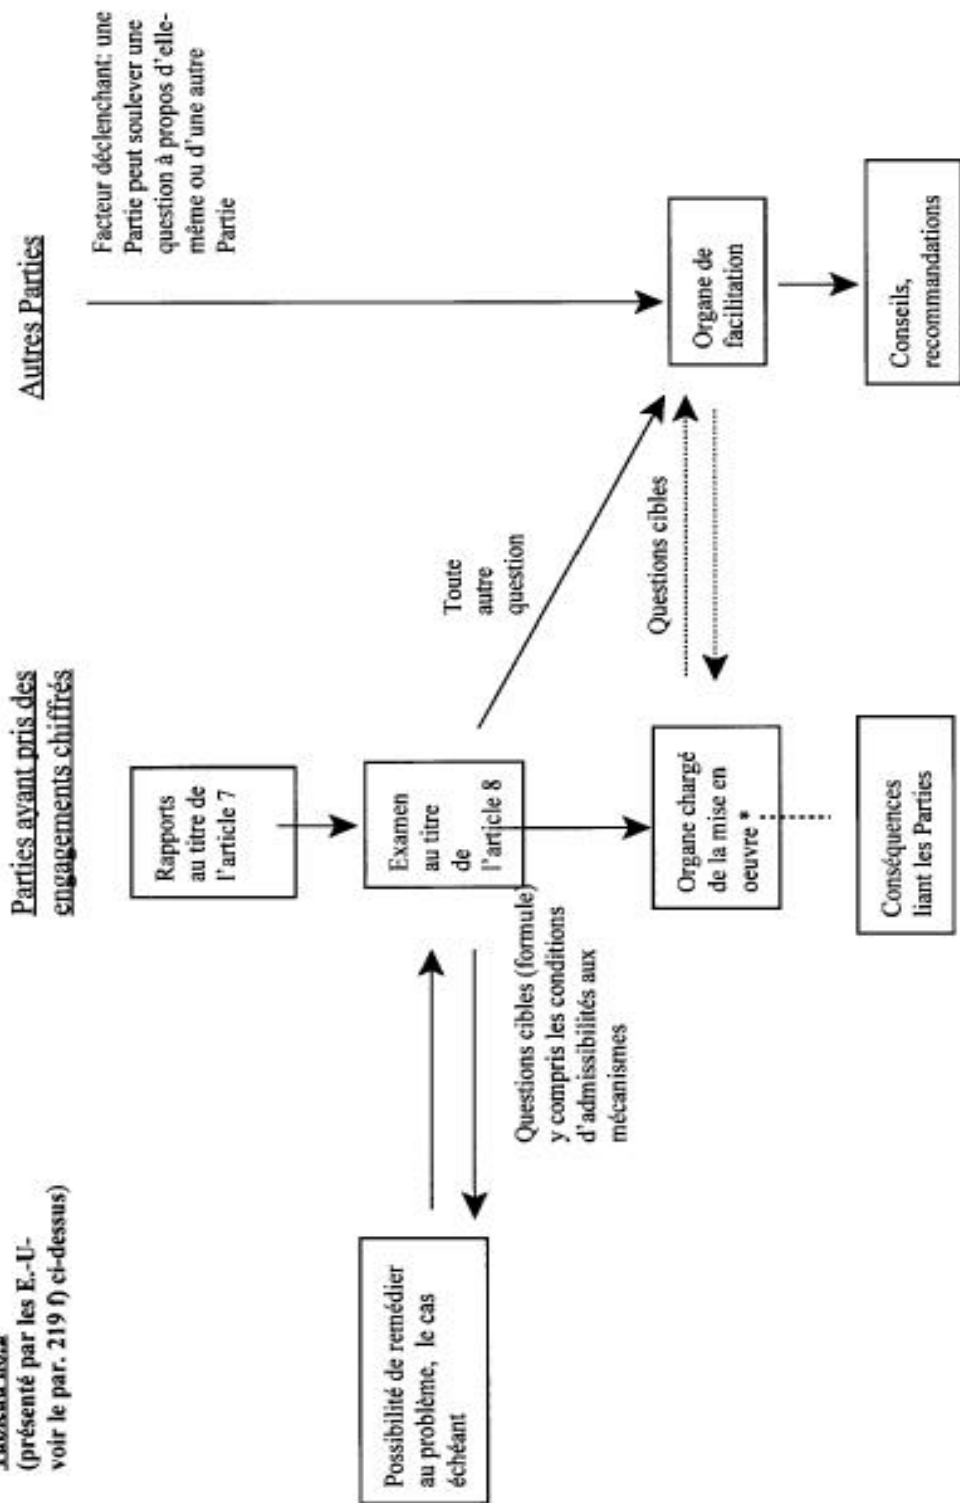 (présenté par les E.-U-
voir le par. 219 f) ci-dessus)
Parties ayant pris des
engagements chiffrés
Autres Parties
Facteur déclenchant: une
Partie peut soulever une
question à propos d'elle-
même ou d'une autre
Partie
Rapports
au titre de
l'article 7
Possibilité de remédier
au problème, le cas
échéant
Examen
au titre
de
l'article 8
Toute
autre
question
Questions cibles (formule)
y compris les conditions
d'admissibilités aux
mécanismes
Questions cibles
Organe chargé
de la mise en
oeuvre *
Organe de
facilitation
Conséquences
liant les Parties
Conseils,
recommandations